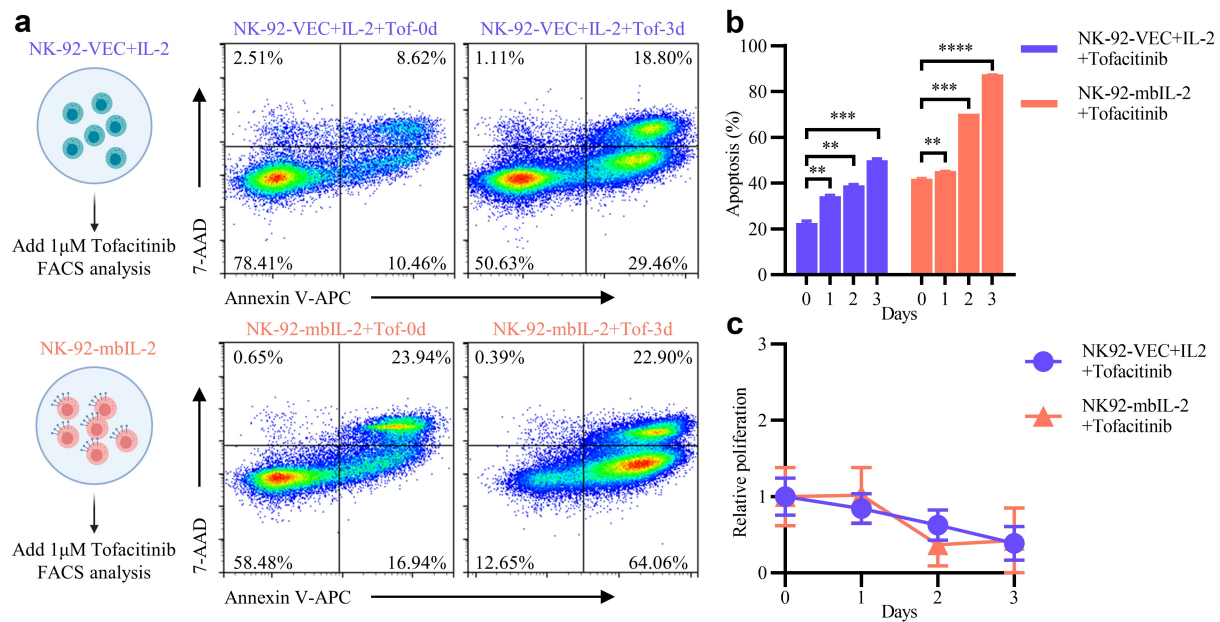 a
NK-92-VEC+IL-2
Add 1μM Tofacitinib
FACS analysis
NK-92-VEC+IL-2+Tof-0d
2.51%
8.62%
78.41%
10.46%
NK-92-VEC+IL-2+Tof-3d
1.11%
18.80%
50.63%
29.46%
7-AAD
Annexin V-APC
NK-92-mbIL-2
Add 1μM Tofacitinib
FACS analysis
NK-92-mbIL-2+Tof-0d
0.65%
23.94%
58.48%
16.94%
NK-92-mbIL-2+Tof-3d
0.39%
22.90%
12.65%
64.06%
7-AAD
Annexin V-APC
b
Apoptosis (%)
100
80
60
40
20
0
**
**
***
**
***
****
0 1 2 3 0 1 2 3
Days
NK-92-VEC+IL-2
+Tofacitinib
NK-92-mbIL-2
+Tofacitinib
c
Relative poliferation
3
2
1
0
0 1 2 3
Days
NK92-VEC+IL2
+Tofacitinib
NK92-mbIL-2
+Tofacitinib